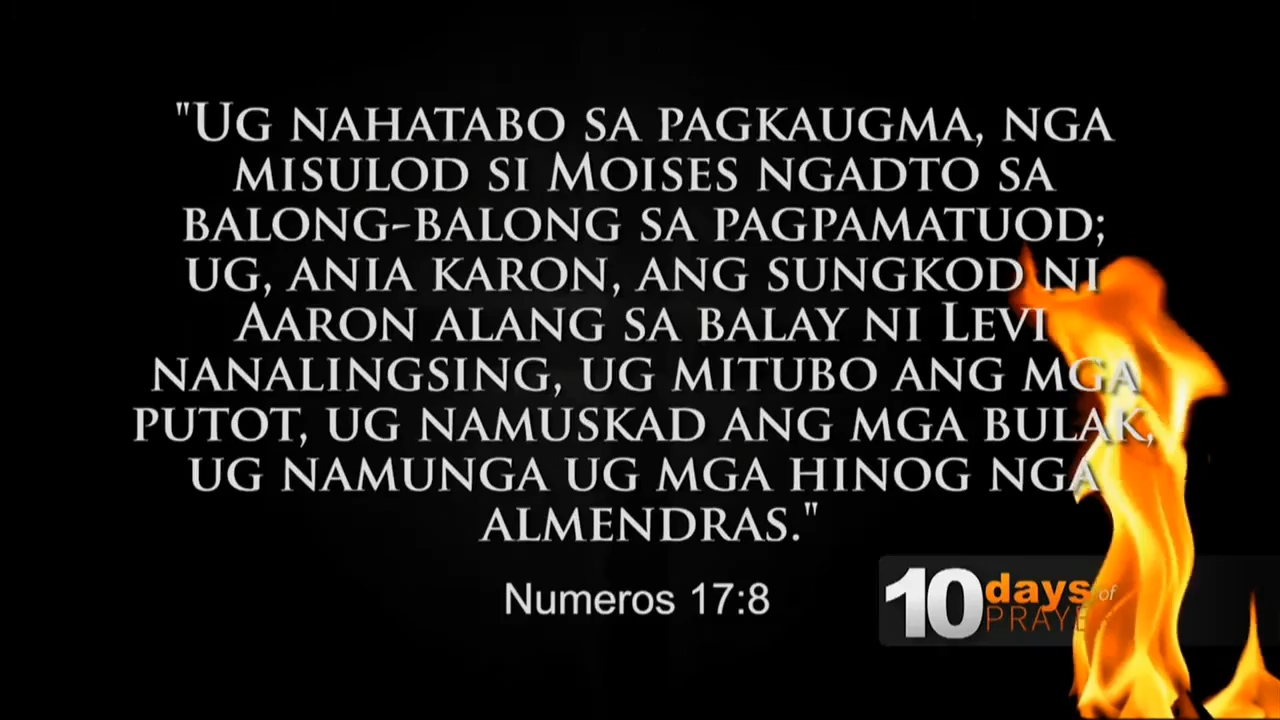 "Ug nahatabo sa pagkaugma, nga
misulod si Moises ngadto sa
balong-balong sa pagpamatuod;
ug, ania karon, ang sungkod ni
Aaron alang sa balay ni Levi
nanalingsing, ug mitubo ang mga
putot, ug namuskad ang mga bulak,
ug namunga ug mga hinog nga
almendras."
Numeros 17:8
10 days of
PRAYER